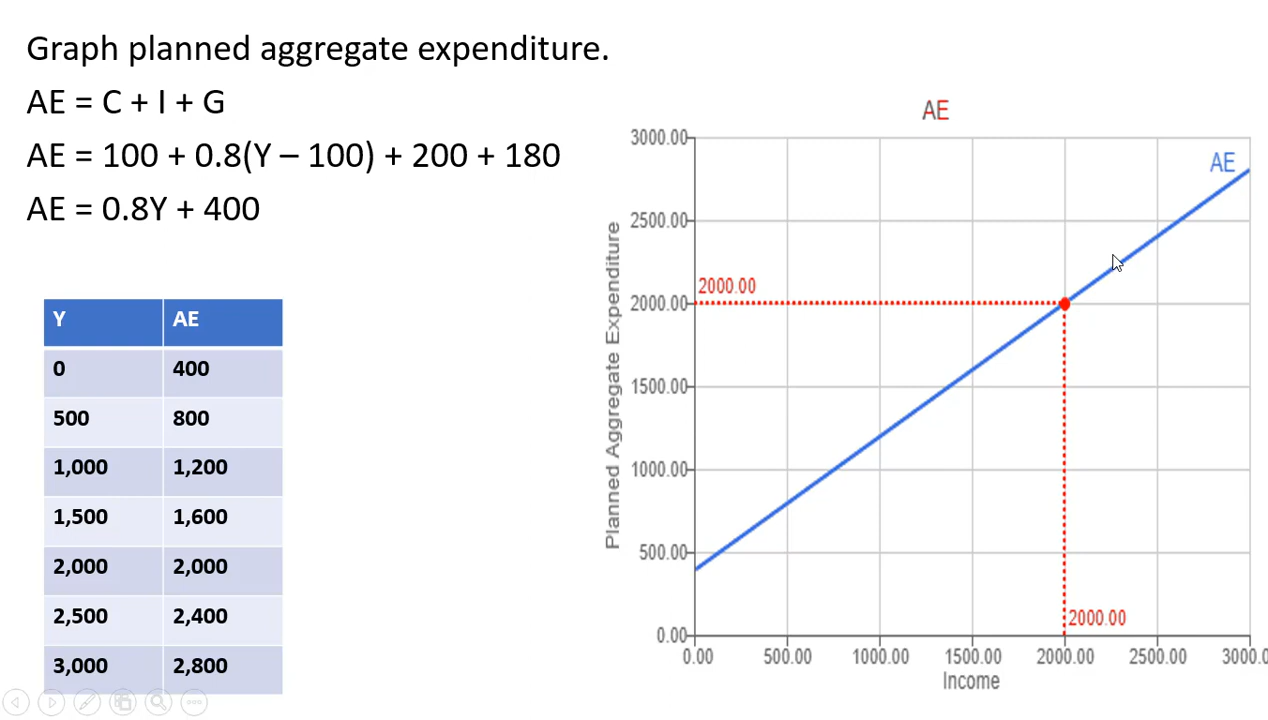 Graph planned aggregate expenditure.
AE = C + I + G
AE = 100 + 0.8(Y – 100) + 200 + 180
AE = 0.8Y + 400
Y AE
0 400
500 800
1,000 1,200
1,500 1,600
2,000 2,000
2,500 2,400
3,000 2,800
AE
AE
Planned Aggregate Expenditure
3000.00
2500.00
2000.00
1500.00
1000.00
500.00
0.00
2000.00
2000.00
0.00 500.00 1000.00 1500.00 2000.00 2500.00 3000.0
Income